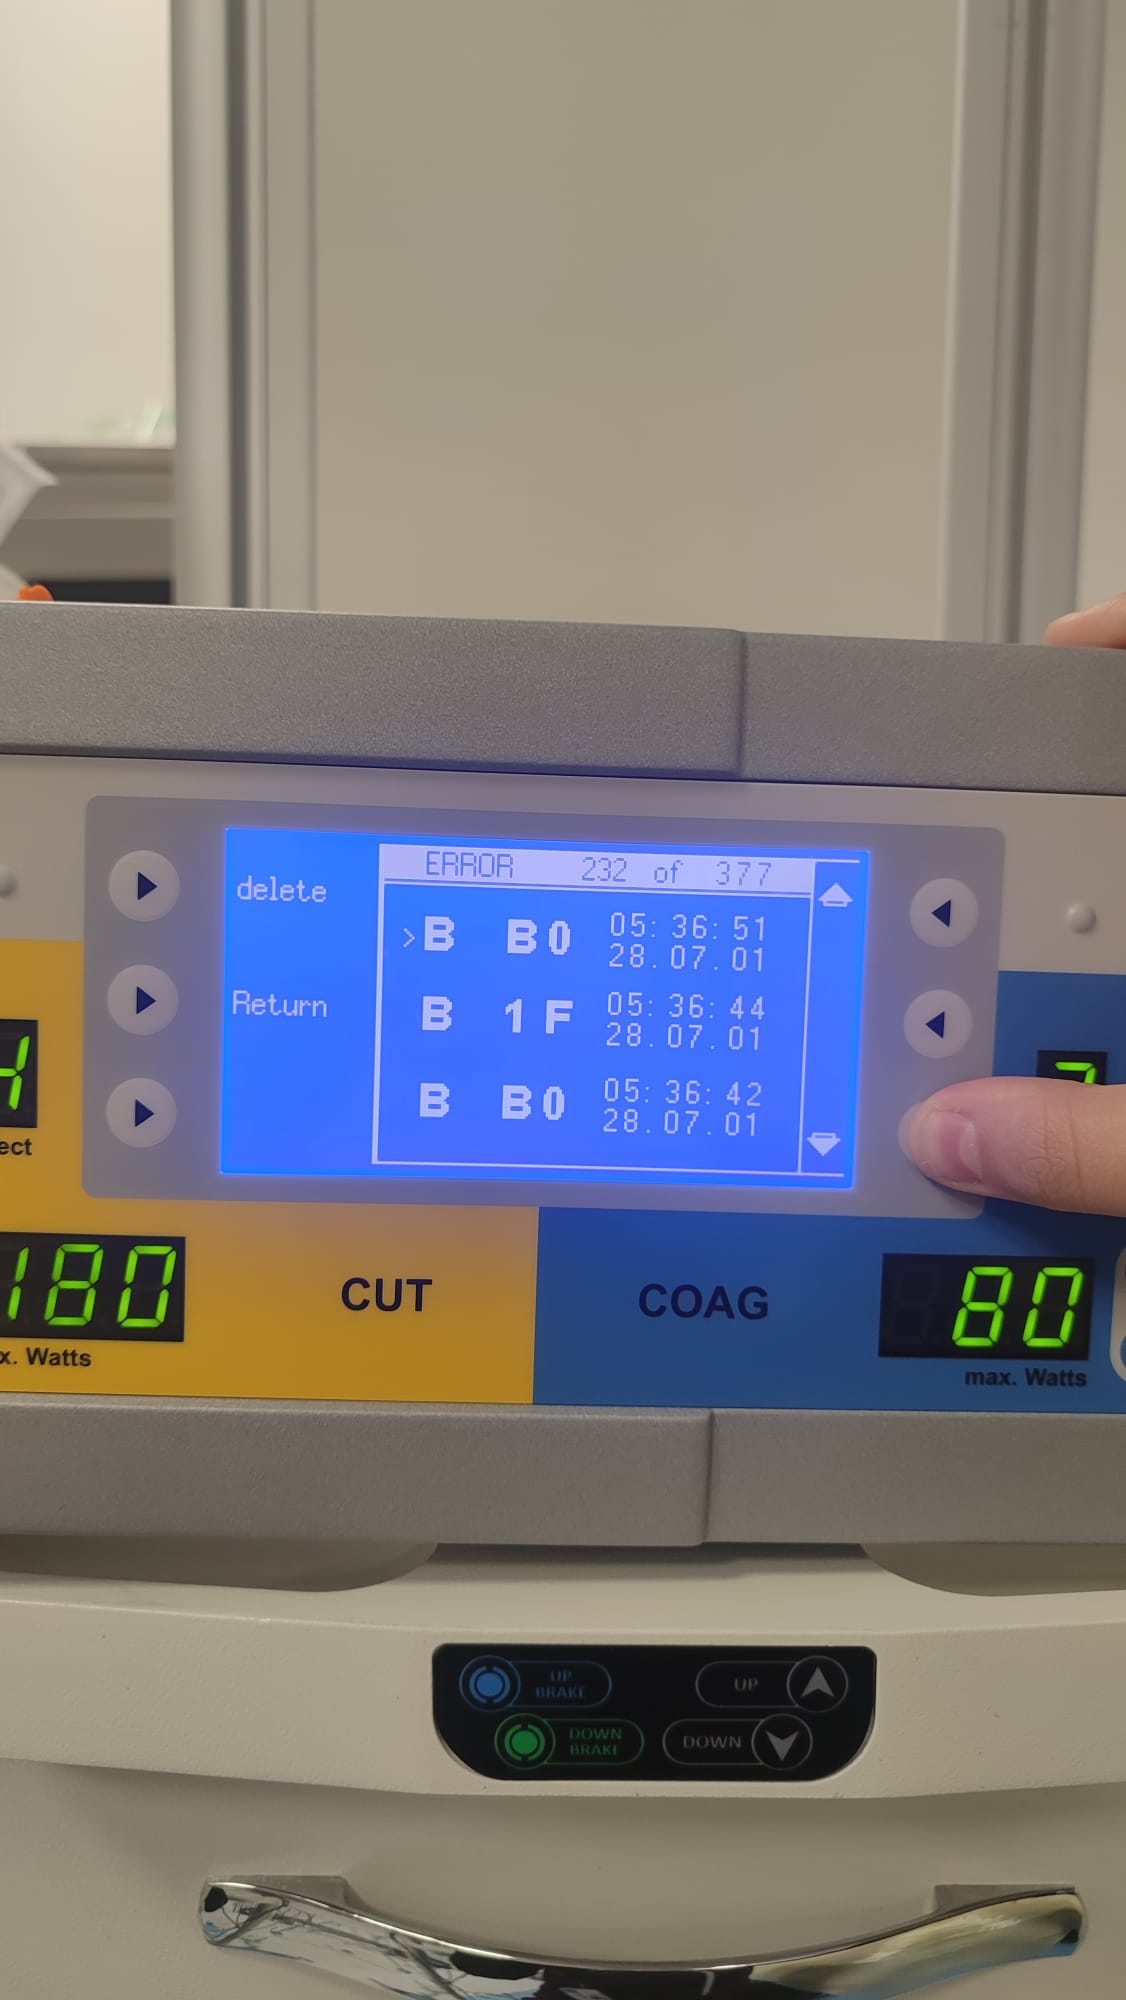 ERROR 232 of 377
delete
>B B0 05:36:51
28.07.01
Return
B 1F 05:36:44
28.07.01
B B0 05:36:42
28.07.01
ect
180
CUT
COAG
80
x. Watts
max. Watts
UP BRAKE
UP
DOWN BRAKE
DOWN